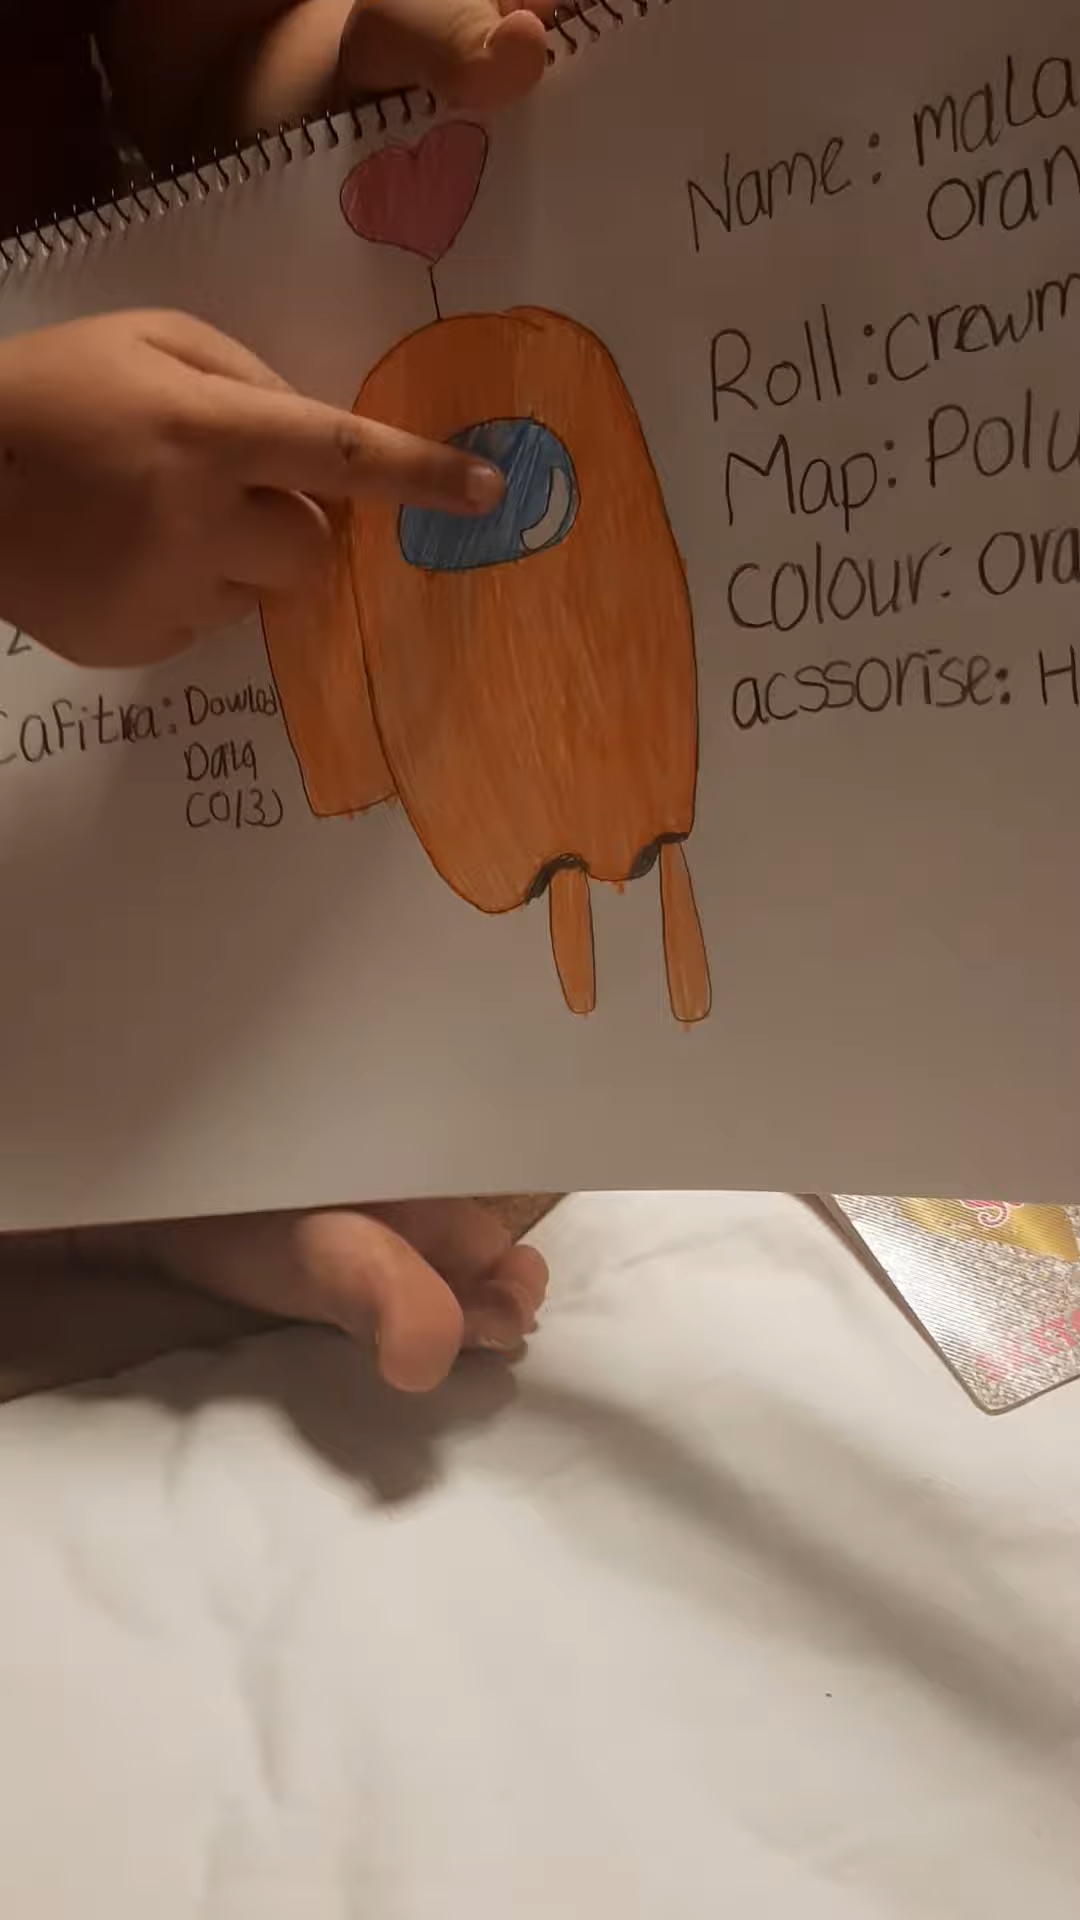 Name: mala
oran
Roll: crewm
Map: Polu
colour: ora
acssorise: H
Cafitria: Dowlod
Data
(0/3)